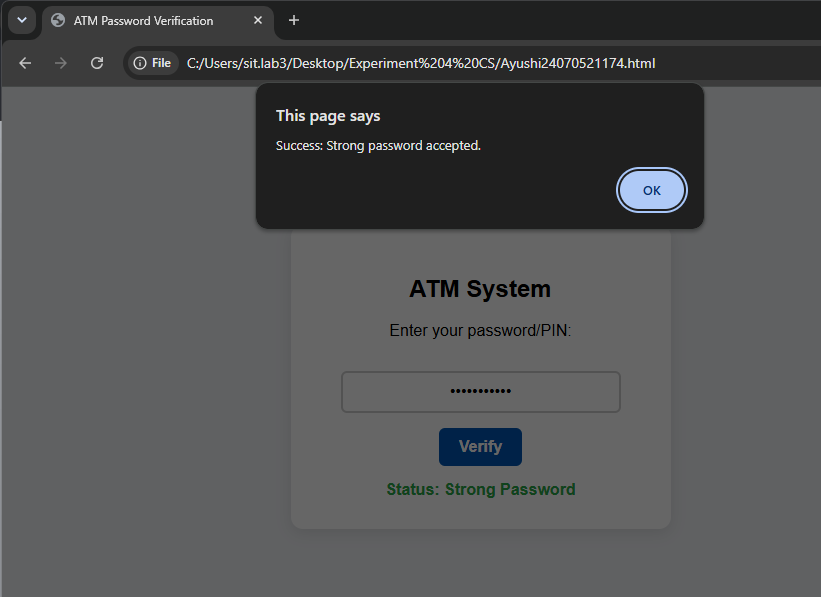 ATM Password Verification
File
C:/Users/sit.lab3/Desktop/Experiment%204%20CS/Ayushi24070521174.html
This page says
Success: Strong password accepted.
OK
ATM System
Enter your password/PIN:
•••••••••••
Verify
Status: Strong Password